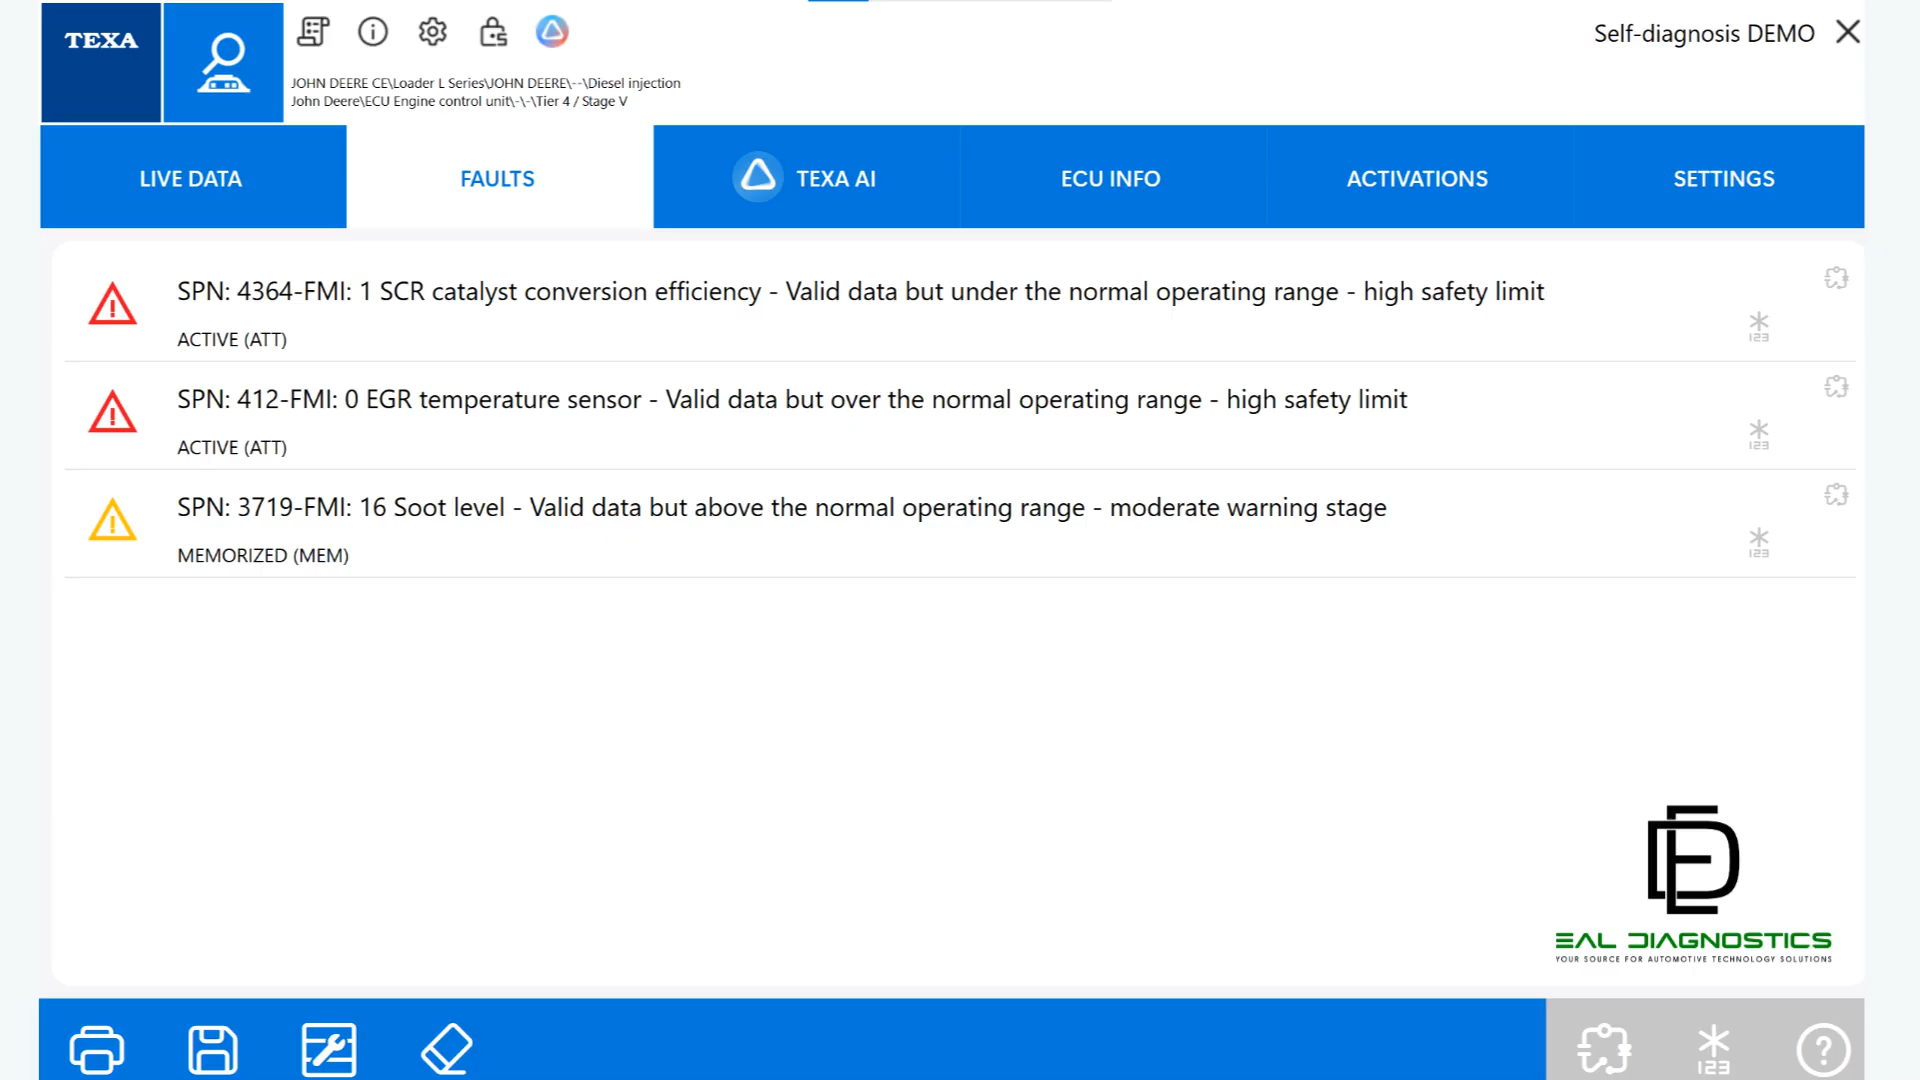 TEXA
Self-diagnosis DEMO
JOHN DEERE CE\Loader L Series\JOHN DEERE\--\Diesel injection
John Deere\ECU Engine control unit\-\-\Tier 4 / Stage V
LIVE DATA
FAULTS
TEXA AI
ECU INFO
ACTIVATIONS
SETTINGS
SPN: 4364-FMI: 1 SCR catalyst conversion efficiency - Valid data but under the normal operating range - high safety limit
ACTIVE (ATT)
123
SPN: 412-FMI: 0 EGR temperature sensor - Valid data but over the normal operating range - high safety limit
ACTIVE (ATT)
123
SPN: 3719-FMI: 16 Soot level - Valid data but above the normal operating range - moderate warning stage
MEMORIZED (MEM)
123
EAL DIAGNOSTICS
YOUR SOURCE FOR AUTOMOTIVE TECHNOLOGY SOLUTIONS
123
?